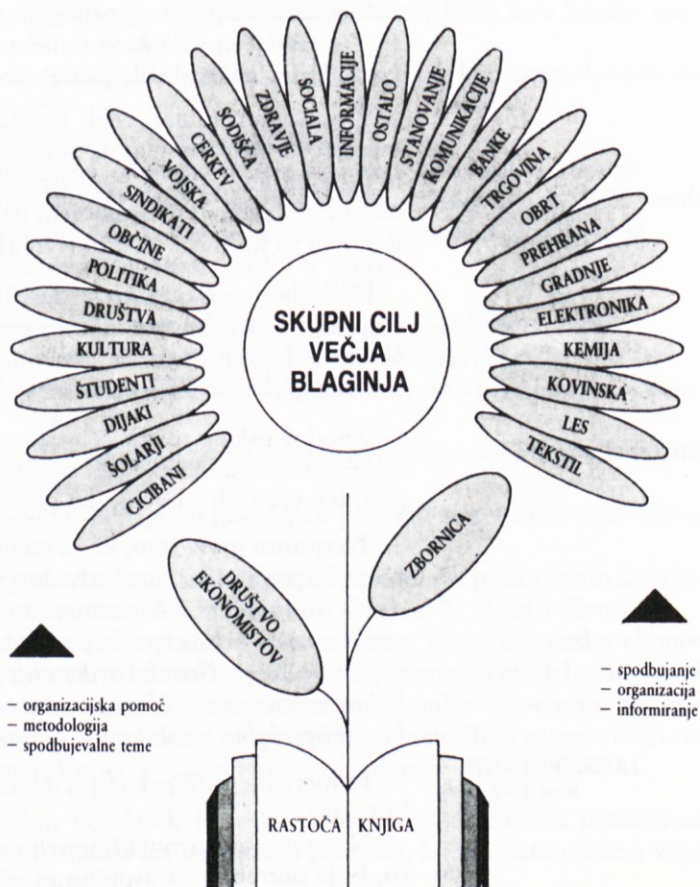 CICIBANI
ŠOLARJI
DIJAKI
ŠTUDENTI
KULTURA
DRUŠTVA
POLITIKA
OBČINE
SINDIKATI
VOJSKA
CERKEV
SODIŠČA
ZDRAVJE
SOCIALA
INFORMACIJE
OSTALO
STANOVANJE
KOMUNIKACIJE
BANKE
TRGOVINA
OBRT
PREHRANA
GRADNJE
ELEKTRONIKA
KEMIJA
KOVINSKA
LES
TEKSTIL
SKUPNI CILJ
VEČJA
BLAGINJA
ZBORNICA
DRUŠTVO
EKONOMISTOV
– organizacijska pomoč
– metodologija
– spodbujevalne teme
– spodbujanje
– organizacija
– informiranje
RASTOČA KNJIGA